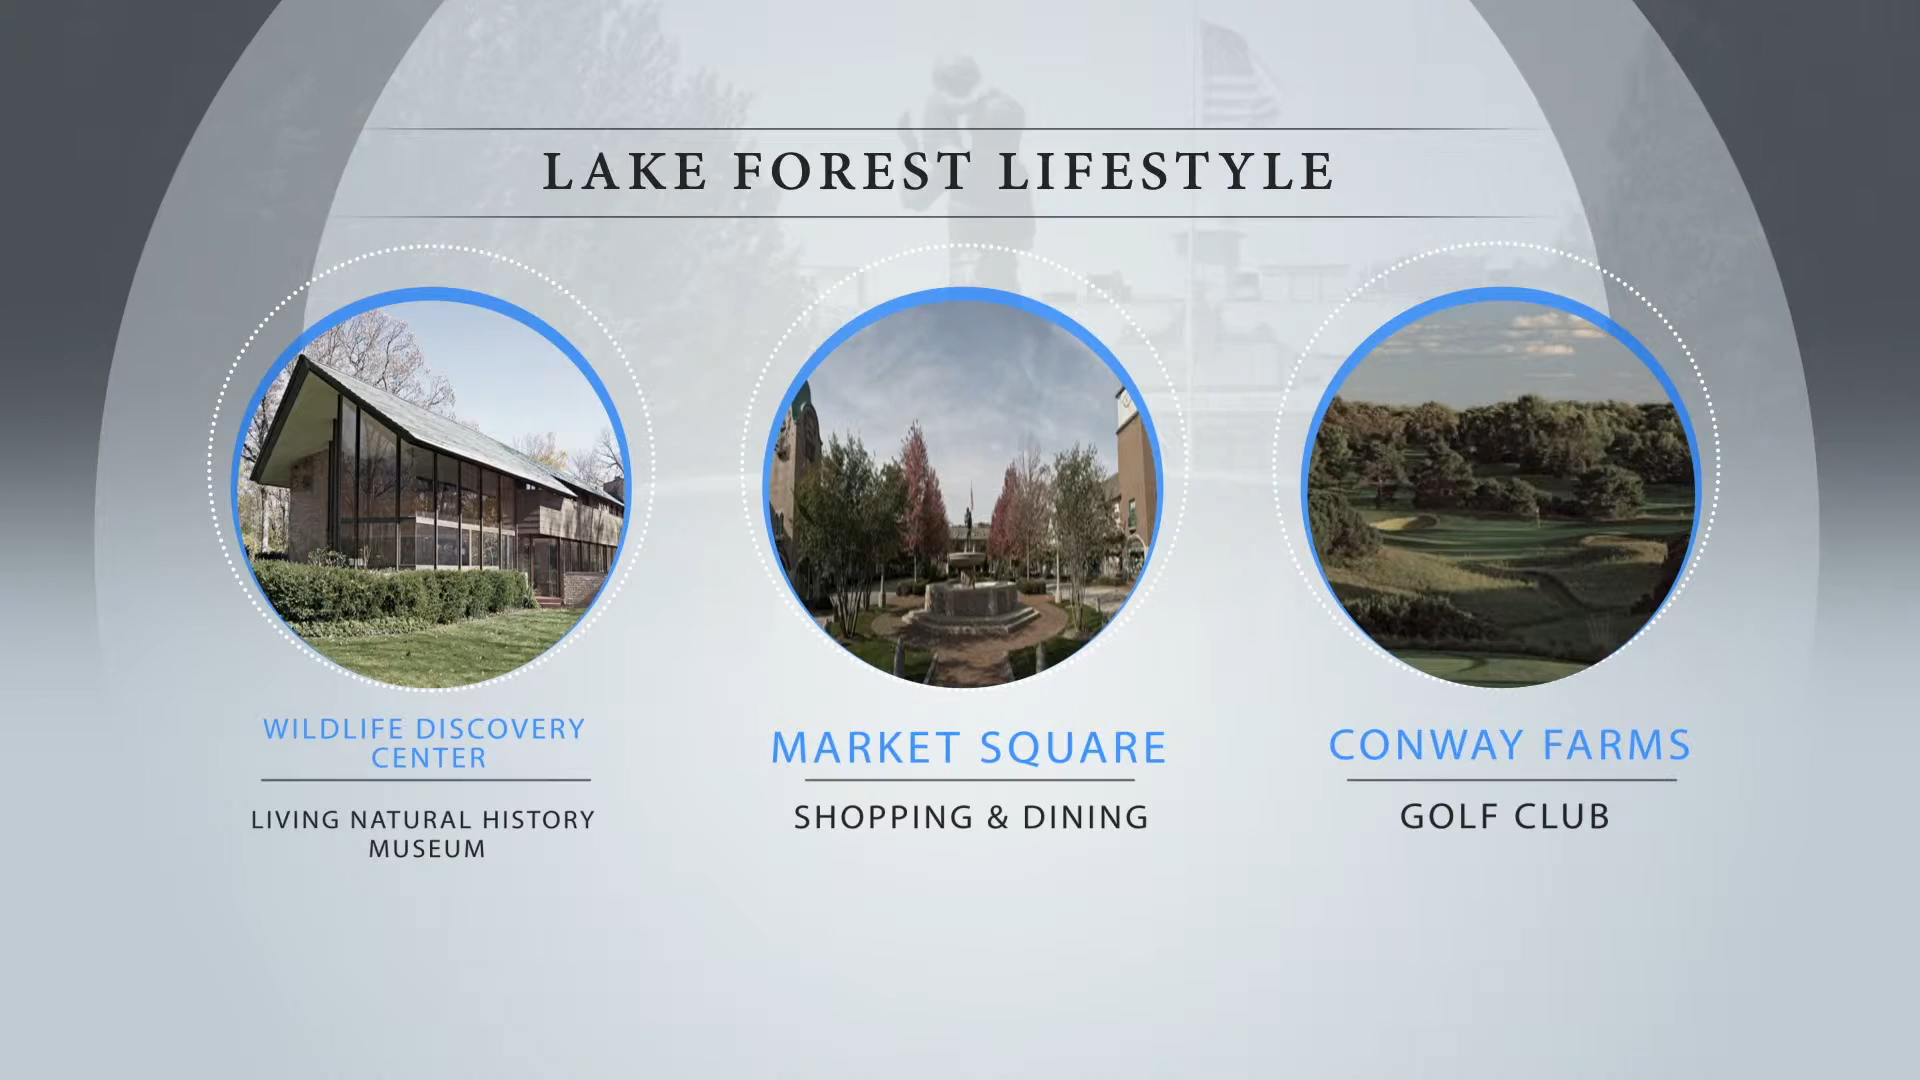 LAKE FOREST LIFESTYLE
WILDLIFE DISCOVERY
CENTER
LIVING NATURAL HISTORY
MUSEUM
MARKET SQUARE
SHOPPING & DINING
CONWAY FARMS
GOLF CLUB